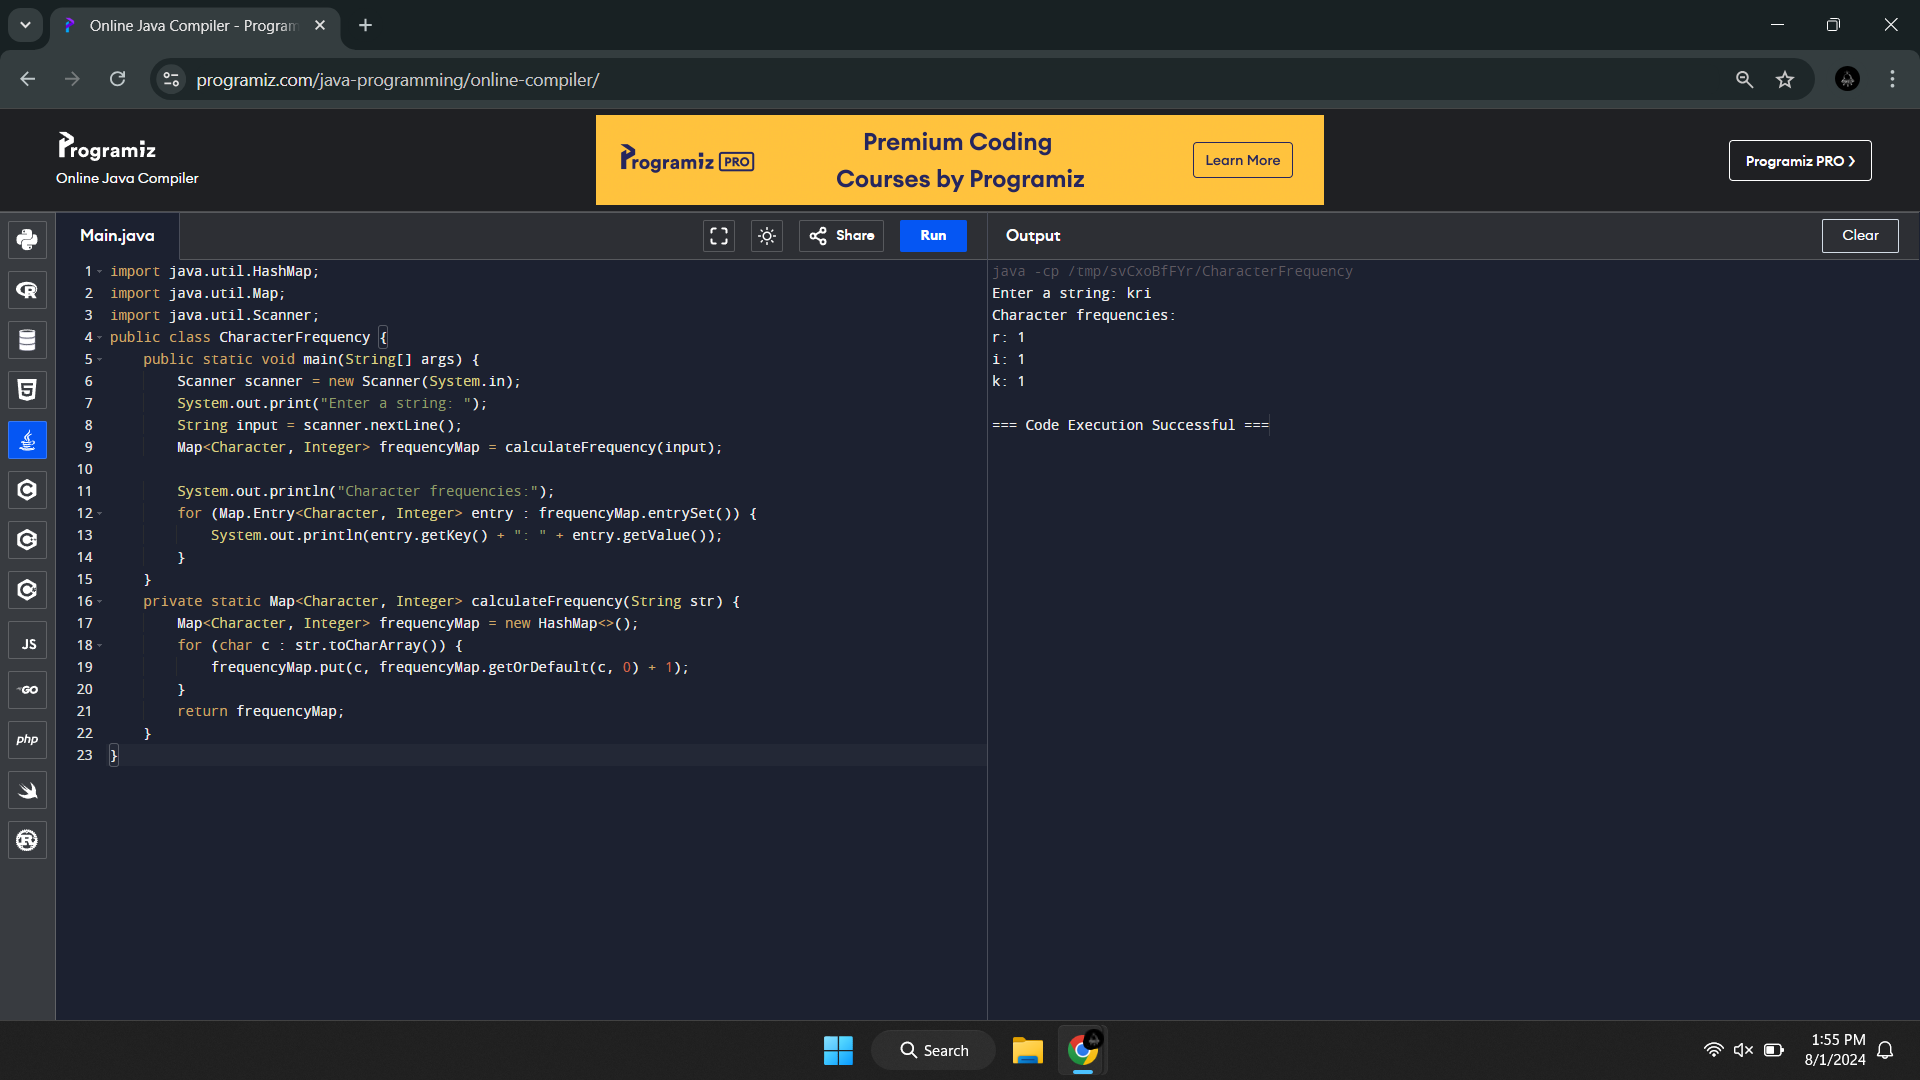 Online Java Compiler - Program
programiz.com/java-programming/online-compiler/
Programiz
Online Java Compiler
Programiz PRO
Premium Coding
Courses by Programiz
Learn More
Programiz PRO ❯
Main.java
Share
Run
Output
Clear
1 import java.util.HashMap;
2 import java.util.Map;
3 import java.util.Scanner;
4 public class CharacterFrequency {
5     public static void main(String[] args) {
6         Scanner scanner = new Scanner(System.in);
7         System.out.print("Enter a string: ");
8         String input = scanner.nextLine();
9         Map<Character, Integer> frequencyMap = calculateFrequency(input);
10
11         System.out.println("Character frequencies:");
12         for (Map.Entry<Character, Integer> entry : frequencyMap.entrySet()) {
13             System.out.println(entry.getKey() + ": " + entry.getValue());
14         }
15     }
16     private static Map<Character, Integer> calculateFrequency(String str) {
17         Map<Character, Integer> frequencyMap = new HashMap<>();
18         for (char c : str.toCharArray()) {
19             frequencyMap.put(c, frequencyMap.getOrDefault(c, 0) + 1);
20         }
21         return frequencyMap;
22     }
23 }
java -cp /tmp/svCxoBfFYr/CharacterFrequency
Enter a string: kri
Character frequencies:
r: 1
i: 1
k: 1
=== Code Execution Successful ===
JS
GO
php
Search
1:55 PM
8/1/2024